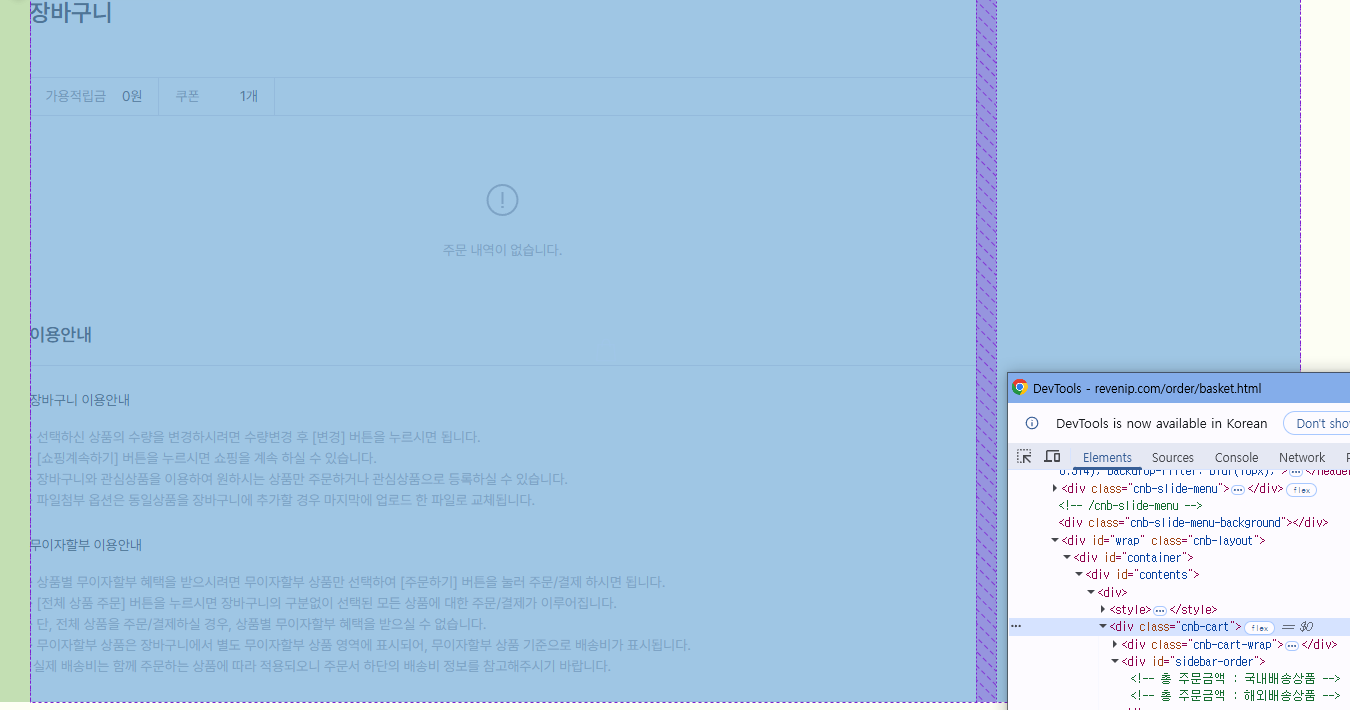 장바구니
가용적립금 0원 쿠폰 1개
!
주문 내역이 없습니다.
이용안내
장바구니 이용안내
선택하신 상품의 수량을 변경하시려면 수량변경 후 [변경] 버튼을 누르시면 됩니다.
[쇼핑계속하기] 버튼을 누르시면 쇼핑을 계속 하실 수 있습니다.
장바구니와 관심상품을 이용하여 원하시는 상품만 주문하거나 관심상품으로 등록하실 수 있습니다.
파일첨부 옵션은 동일상품을 장바구니에 추가할 경우 마지막에 업로드 한 파일로 교체됩니다.
무이자할부 이용안내
상품별 무이자할부 혜택을 받으시려면 무이자할부 상품만 선택하여 [주문하기] 버튼을 눌러 주문/결제 하시면 됩니다.
[전체 상품 주문] 버튼을 누르시면 장바구니의 구분없이 선택된 모든 상품에 대한 주문/결제가 이루어집니다.
단, 전체 상품을 주문/결제하실 경우, 상품별 무이자할부 혜택을 받으실 수 없습니다.
무이자할부 상품은 장바구니에서 별도 무이자할부 상품 영역에 표시되어, 무이자할부 상품 기준으로 배송비가 표시됩니다.
실제 배송비는 함께 주문하는 상품에 따라 적용되오니 주문서 하단의 배송비 정보를 참고해주시기 바랍니다.
DevTools - revenip.com/order/basket.html
DevTools is now available in Korean Don't sho
Elements Sources Console Network
<div class="cnb-slide-menu">⋯</div> flex
<!-- /cnb-slide-menu -->
<div class="cnb-slide-menu-background"></div>
<div id="wrap" class="cnb-layout">
<div id="container">
<div id="contents">
<div>
<style>⋯</style>
⋯ <div class="cnb-cart"> flex == $0
<div class="cnb-cart-wrap">⋯</div>
<div id="sidebar-order">
<!-- 총 주문금액 : 국내배송상품 -->
<!-- 총 주문금액 : 해외배송상품 -->